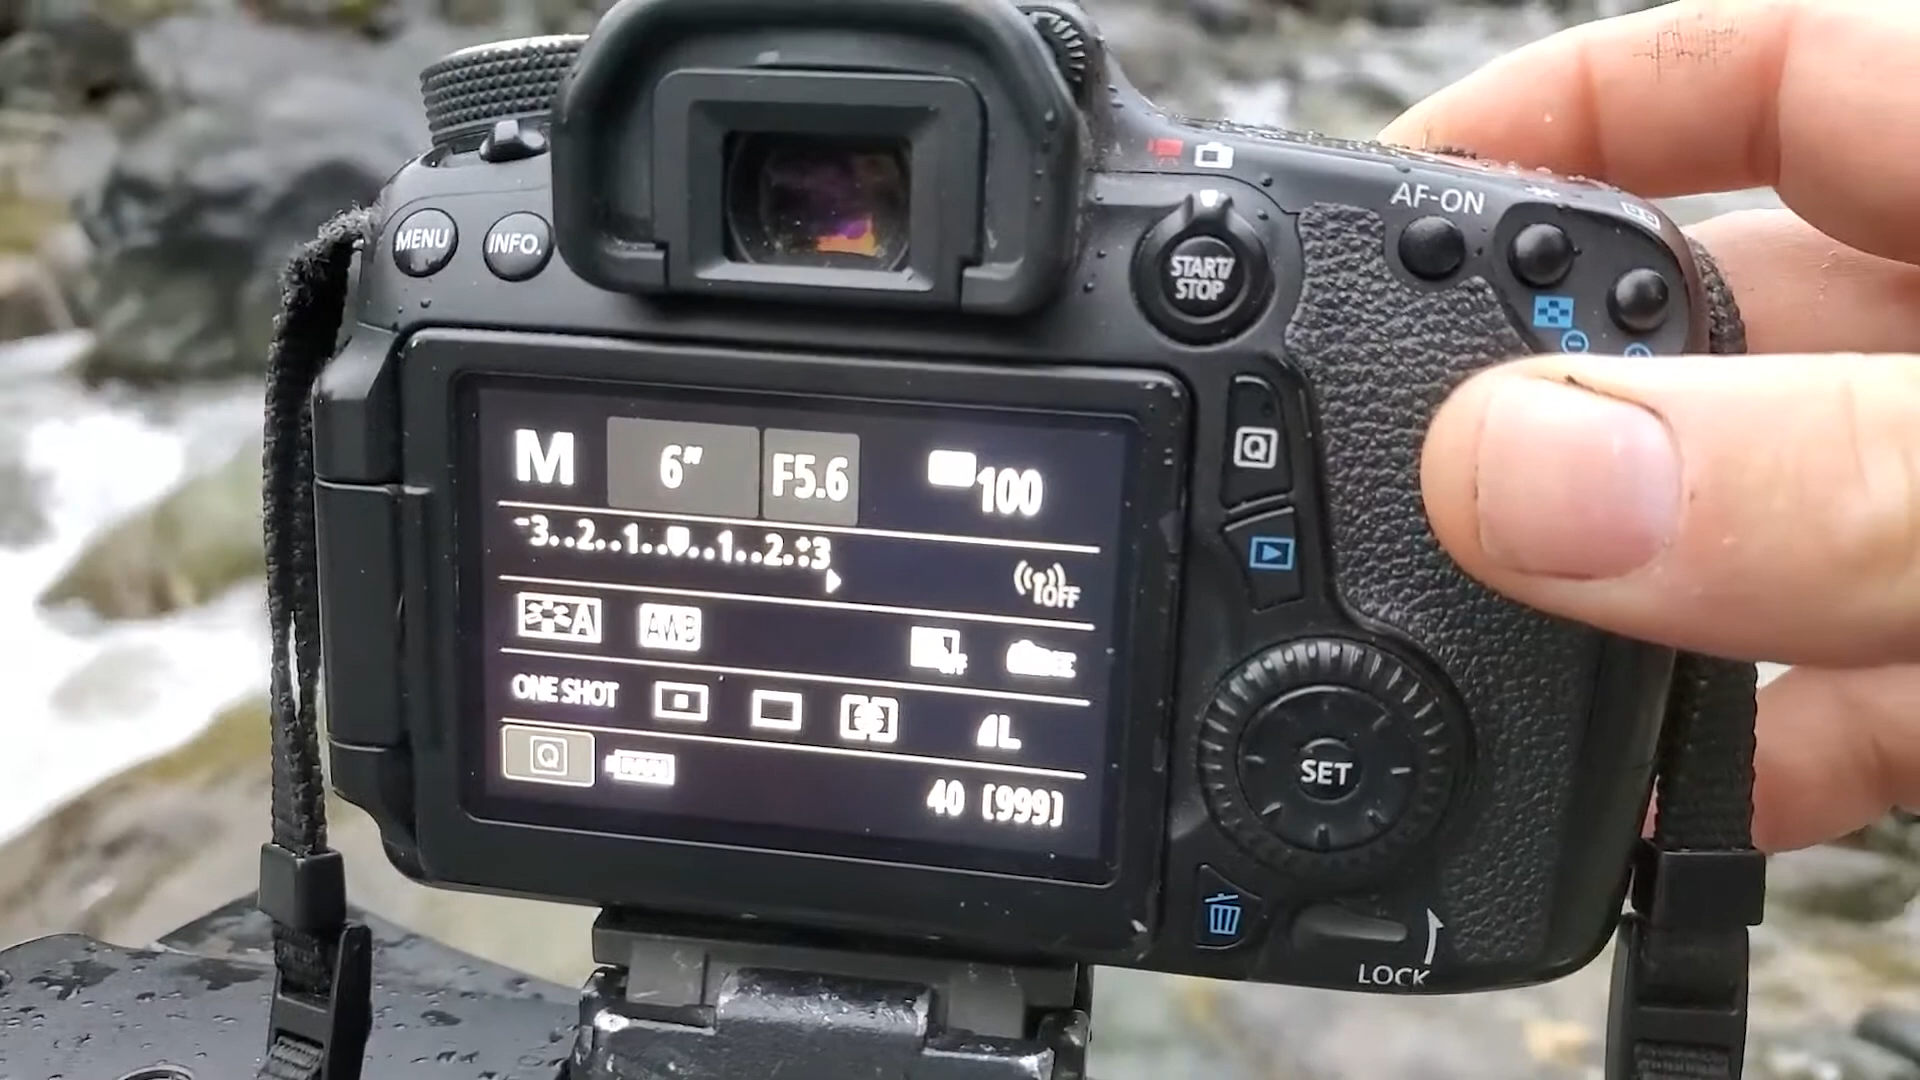 AF-ON
MENU INFO.
START/
STOP
M 6" F5.6 100
-3..2..1..0..1..2.:+3
OFF
A AWB
ONE SHOT L
Q
40 [999]
Q
SET
LOCK